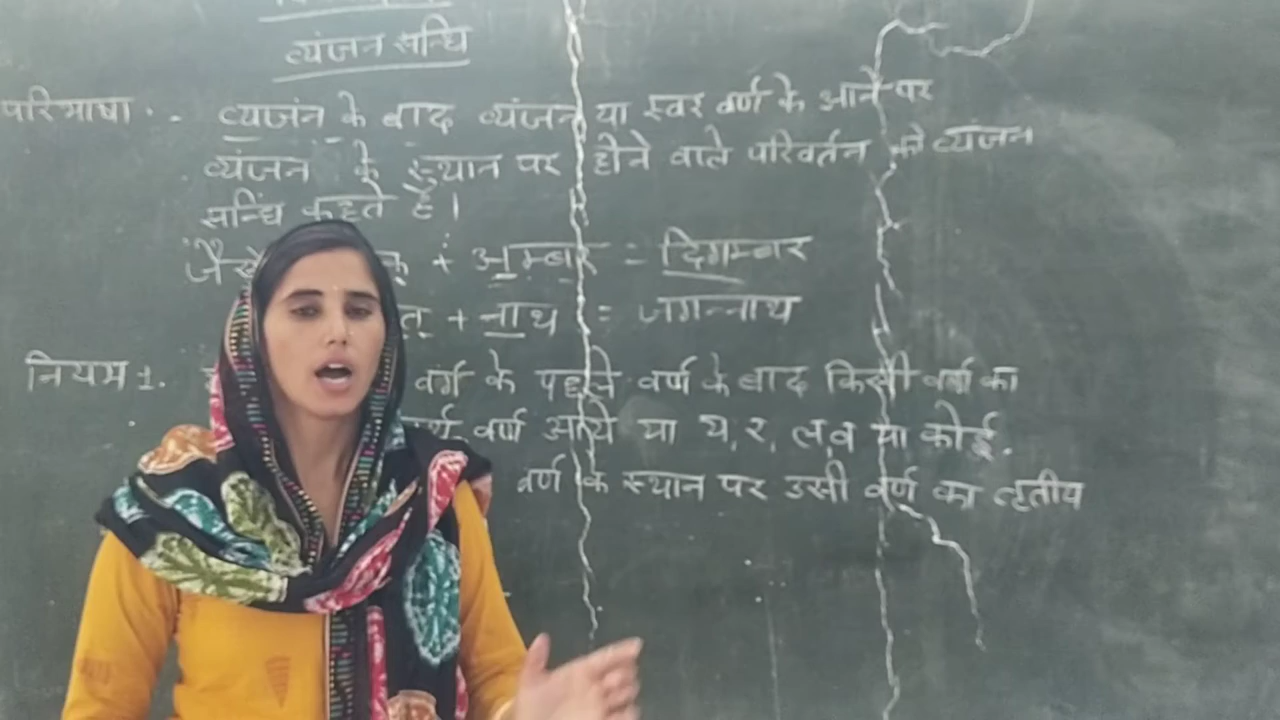 व्यंजन सन्धि
परिभाषा - व्यजंन के बाद व्यंजन या स्वर वर्ण के आने पर
व्यंजन के स्थान पर होने वाले परिवर्तन को व्यंजन
सन्धि कहते है।
जैसे क् + अम्बर = दिगम्बर
त् + नाथ = जगन्नाथ
नियम 1. वर्ग के पहले वर्ण के बाद किसी वर्ग का
वर्ण आये या य, र, ल, व या कोई
वर्ण के स्थान पर उसी वर्ण का तृतीय